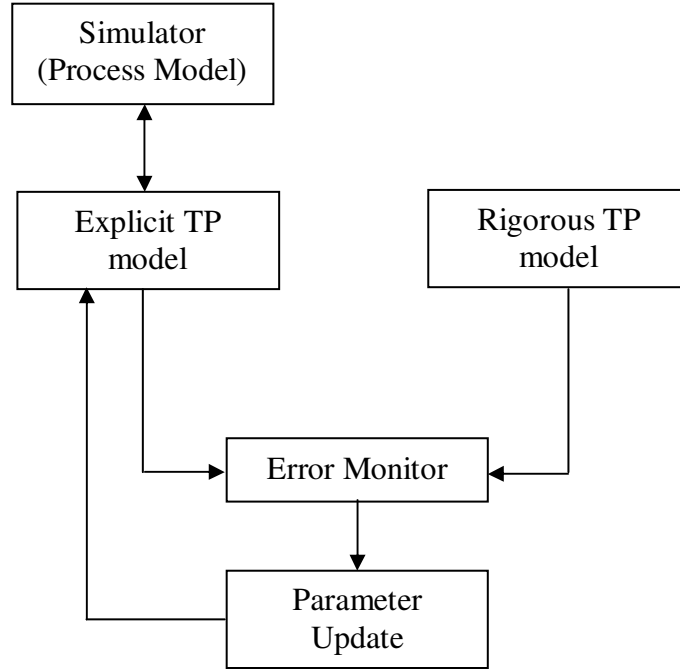 Simulator
(Process Model)
Explicit TP
model
Rigorous TP
model
Error Monitor
Parameter
Update